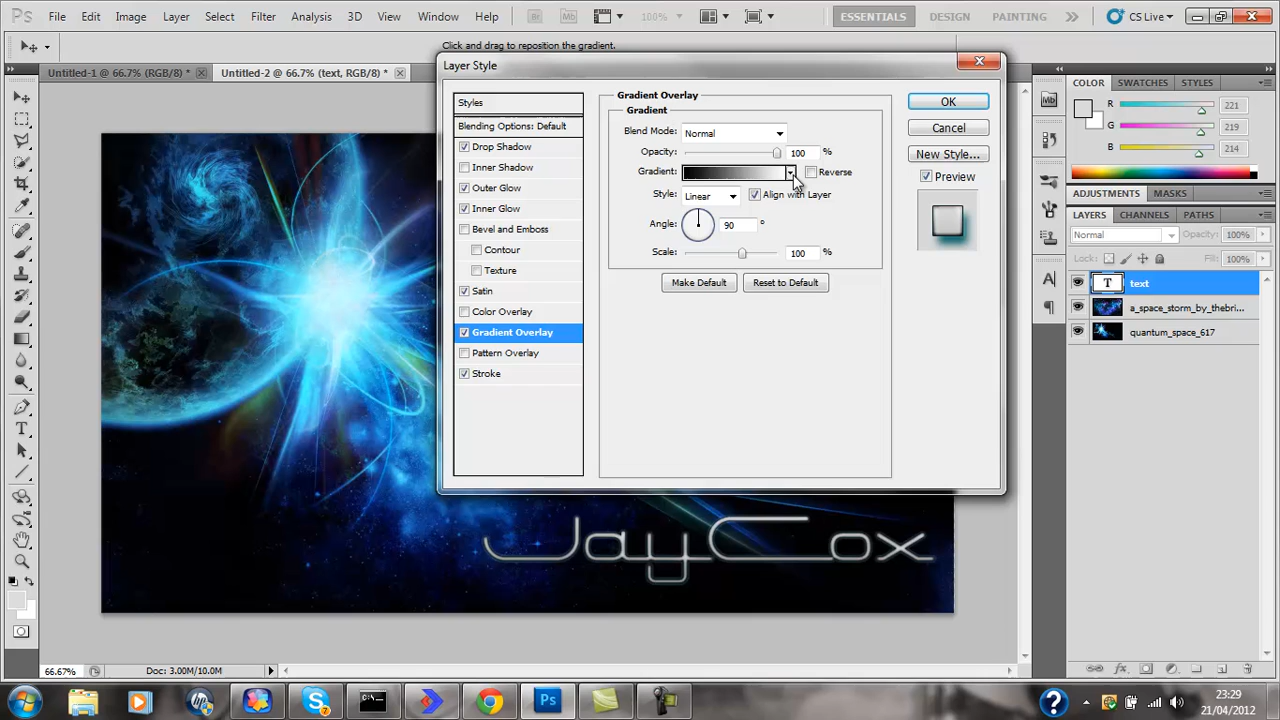 Ps File Edit Image Layer Select Filter Analysis 3D View Window Help Br Mb 100% ESSENTIALS DESIGN PAINTING CS Live
Click and drag to reposition the gradient.
Untitled-1 @ 66.7% (RGB/8) * Untitled-2 @ 66.7% (text, RGB/8) *
Layer Style
Styles
Blending Options: Default
Drop Shadow
Inner Shadow
Outer Glow
Inner Glow
Bevel and Emboss
Contour
Texture
Satin
Color Overlay
Gradient Overlay
Pattern Overlay
Stroke
Gradient Overlay
Gradient
Blend Mode: Normal
Opacity: 100 %
Gradient: Reverse
Style: Linear Align with Layer
Angle: 90 °
Scale: 100 %
Make Default Reset to Default
OK
Cancel
New Style...
Preview
COLOR SWATCHES STYLES
R 221
G 219
B 214
ADJUSTMENTS MASKS
LAYERS CHANNELS PATHS
Normal Opacity: 100%
Lock: Fill: 100%
T text
a_space_storm_by_thebri...
quantum_space_617
JayCox
66.67% Doc: 3.00M/10.0M
23:29
21/04/2012